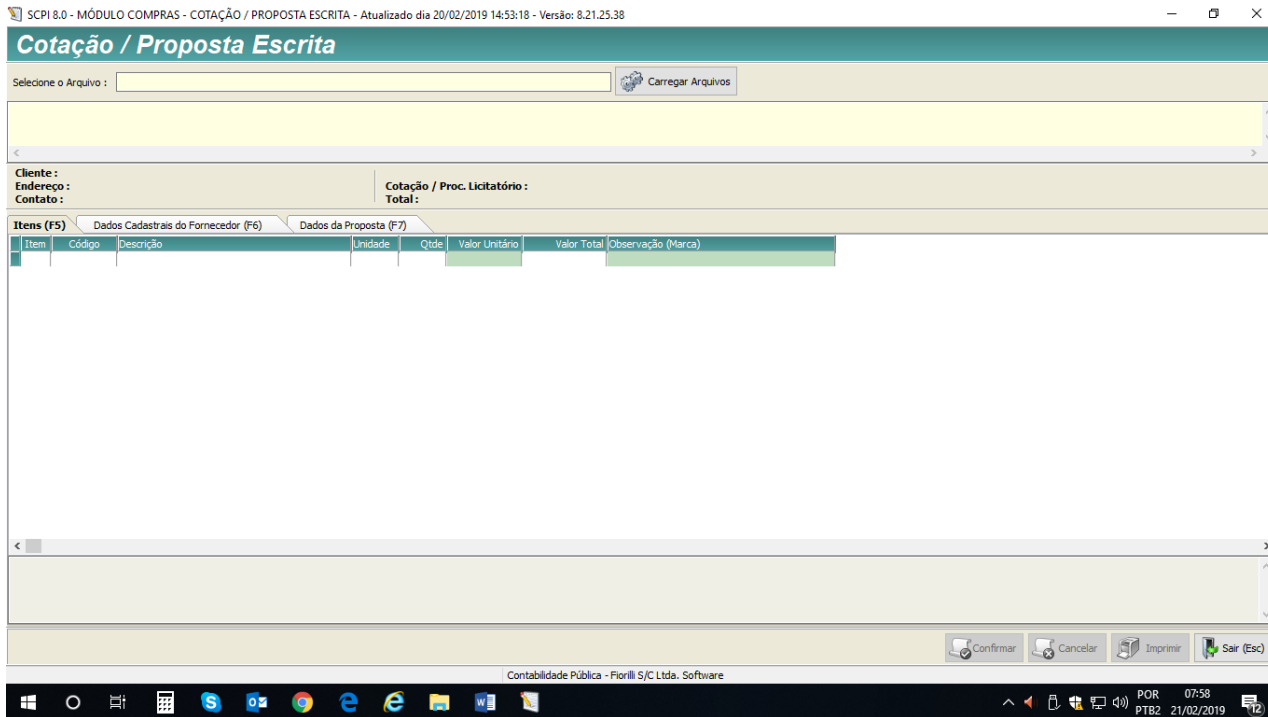 SCPI 8.0 - MÓDULO COMPRAS - COTAÇÃO / PROPOSTA ESCRITA - Atualizado dia 20/02/2019 14:53:18 - Versão: 8.21.25.38
Cotação / Proposta Escrita
Selecione o Arquivo :
Carregar Arquivos
Cliente :
Endereço :
Cotação / Proc. Licitatório :
Contato :
Total :
Itens (F5) Dados Cadastrais do Fornecedor (F6) Dados da Proposta (F7)
Item Código Descrição Unidade Qtde Valor Unitário Valor Total Observação (Marca)
Confirmar Cancelar Imprimir Sair (Esc)
Contabilidade Pública - Fiorilli S/C Ltda. Software
POR 07:58
PTB2 21/02/2019 12